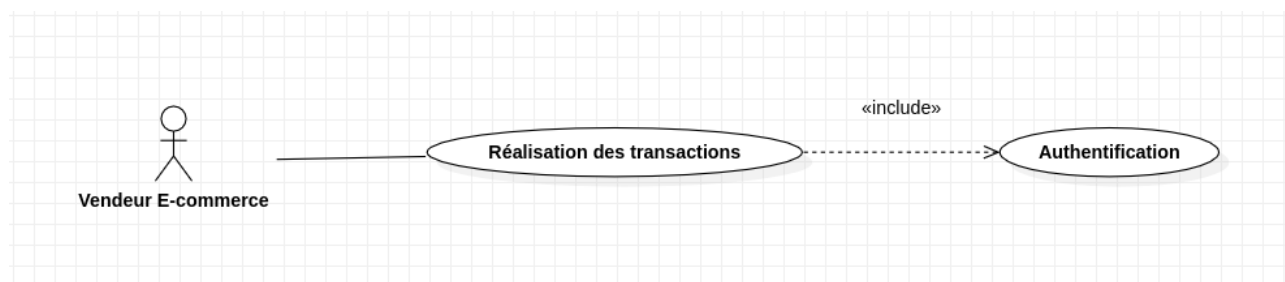 «include»
Réalisation des transactions
Authentification
Vendeur E-commerce